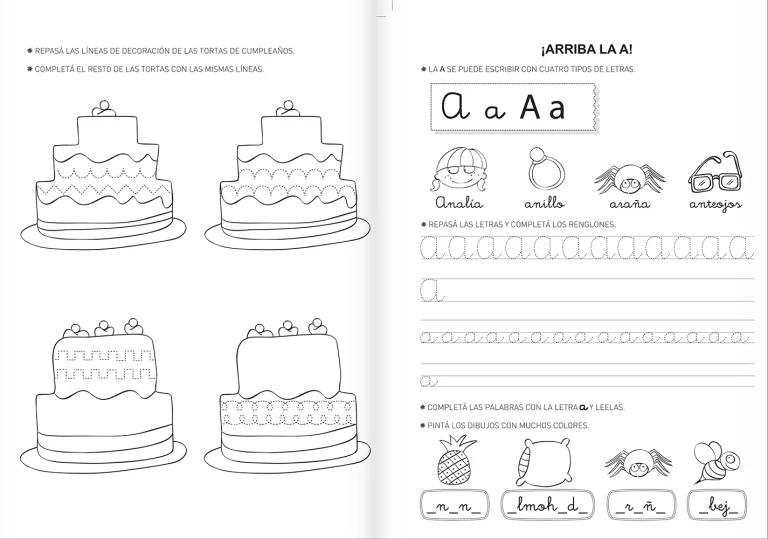 ✸ REPASÁ LAS LÍNEAS DE DECORACIÓN DE LAS TORTAS DE CUMPLEAÑOS.
✸ COMPLETÁ EL RESTO DE LAS TORTAS CON LAS MISMAS LÍNEAS.
¡ARRIBA LA A!
✸ LA A SE PUEDE ESCRIBIR CON CUATRO TIPOS DE LETRAS.
a a A a
Analía anillo araña anteojos
✸ REPASÁ LAS LETRAS Y COMPLETÁ LOS RENGLONES.
a a a a a a a a a a a a
a
a a a a a a a a a a a a a a a
a
✸ COMPLETÁ LAS PALABRAS CON LA LETRA a Y LEELAS.
✸ PINTÁ LOS DIBUJOS CON MUCHOS COLORES.
_n_n_ _lmoh_d_ _r_ñ_ _bej_